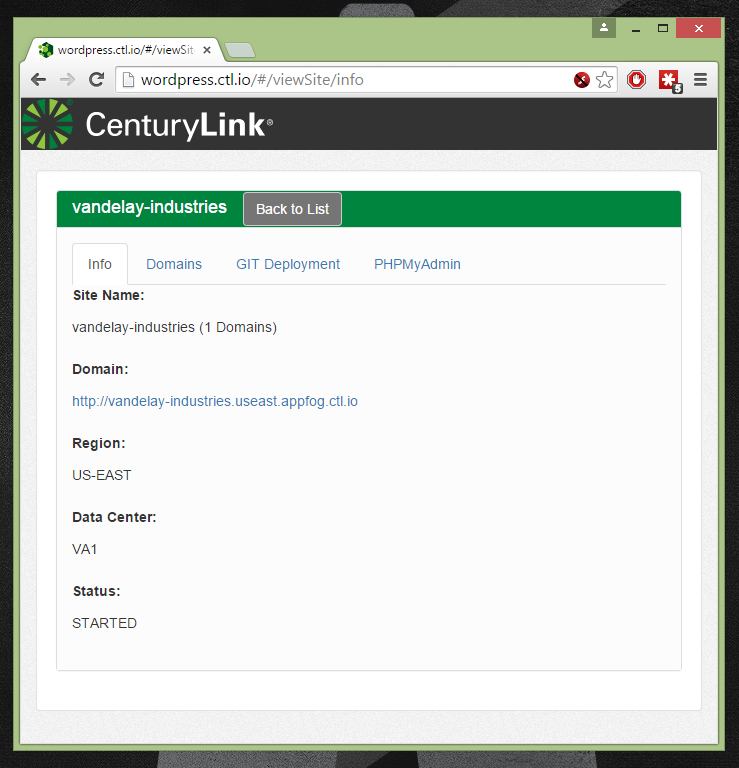 wordpress.ctl.io/#/viewSit
wordpress.ctl.io/#/viewSite/info
5
CenturyLink®
vandelay-industries
Back to List
Info
Domains
GIT Deployment
PHPMyAdmin
Site Name:
vandelay-industries (1 Domains)
Domain:
http://vandelay-industries.useast.appfog.ctl.io
Region:
US-EAST
Data Center:
VA1
Status:
STARTED